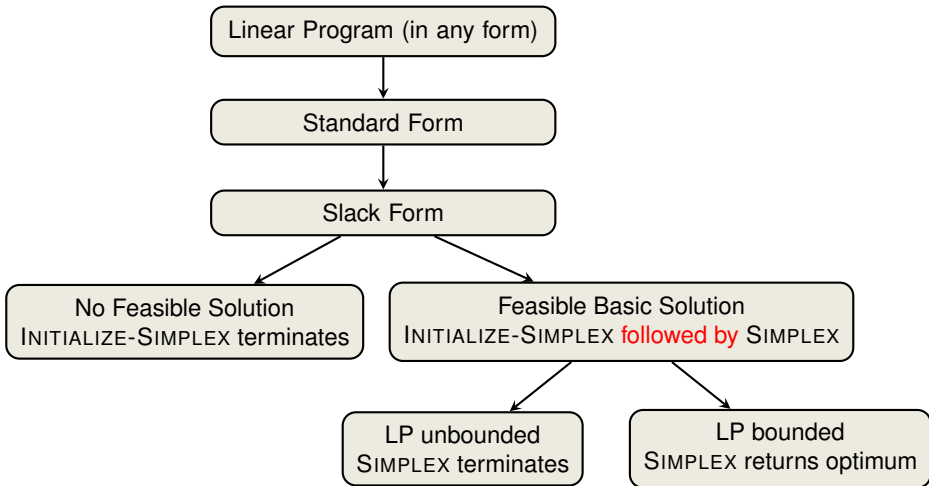 Linear Program (in any form)
Standard Form
Slack Form
No Feasible Solution
INITIALIZE-SIMPLEX terminates
Feasible Basic Solution
INITIALIZE-SIMPLEX followed by SIMPLEX
LP unbounded
SIMPLEX terminates
LP bounded
SIMPLEX returns optimum